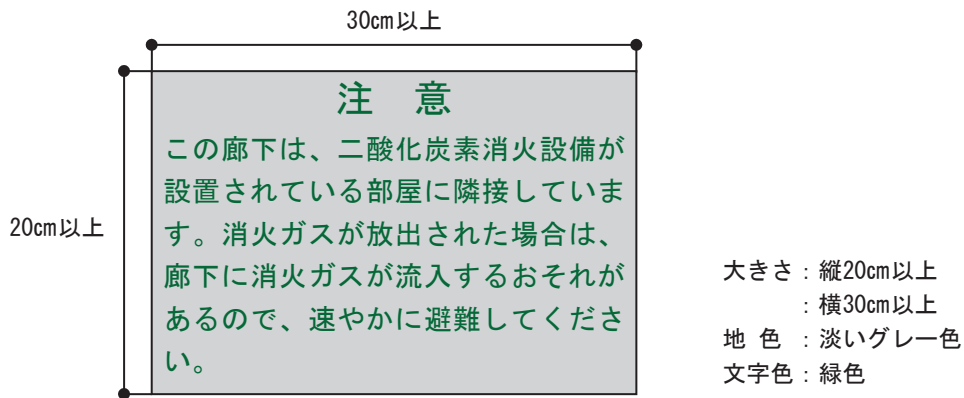 30cm以上
20cm以上
注　意
この廊下は、二酸化炭素消火設備が
設置されている部屋に隣接していま
す。消火ガスが放出された場合は、
廊下に消火ガスが流入するおそれが
あるので、速やかに避難してくださ
い。
大きさ：縦20cm以上
：横30cm以上
地 色 ：淡いグレー色
文字色：緑色